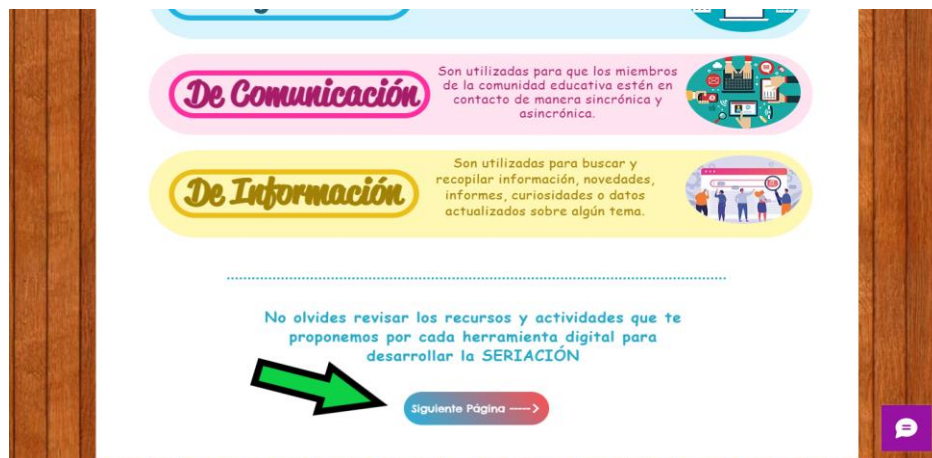 De Comunicación
Son utilizadas para que los miembros
de la comunidad educativa estén en
contacto de manera sincrónica y
asincrónica.
De Información
Son utilizadas para buscar y
recopilar información, novedades,
informes, curiosidades o datos
actualizados sobre algún tema.
No olvides revisar los recursos y actividades que te
proponemos por cada herramienta digital para
desarrollar la SERIACIÓN
Siguiente Página ----->